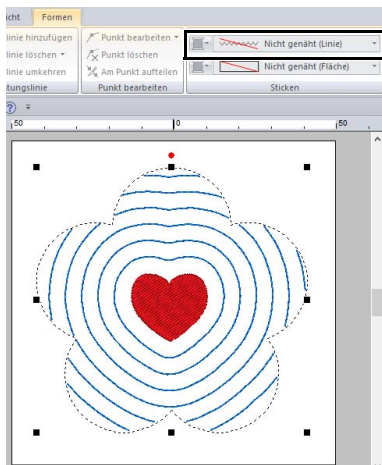 icht Formen
linie hinzufügen
linie löschen
linie umkehren
tungslinie
Punkt bearbeiten
Punkt löschen
Am Punkt aufteilen
Punkt bearbeiten
Nicht genäht (Linie)
Nicht genäht (Fläche)
Sticken
50 0 50